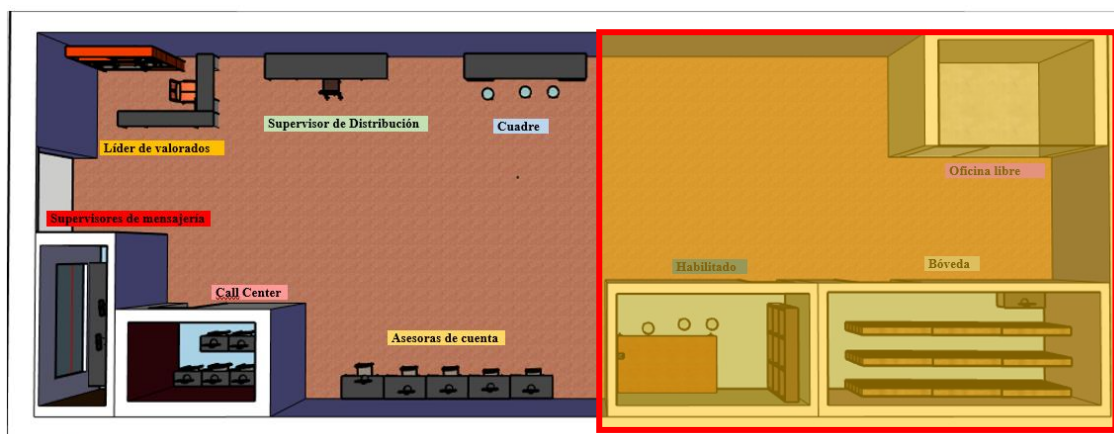 Supervisor de Distribución
Cuadre
Líder de valorados
Oficina libre
Supervisores de mensajería
Habilitado
Bóveda
Call Center
Asesoras de cuenta